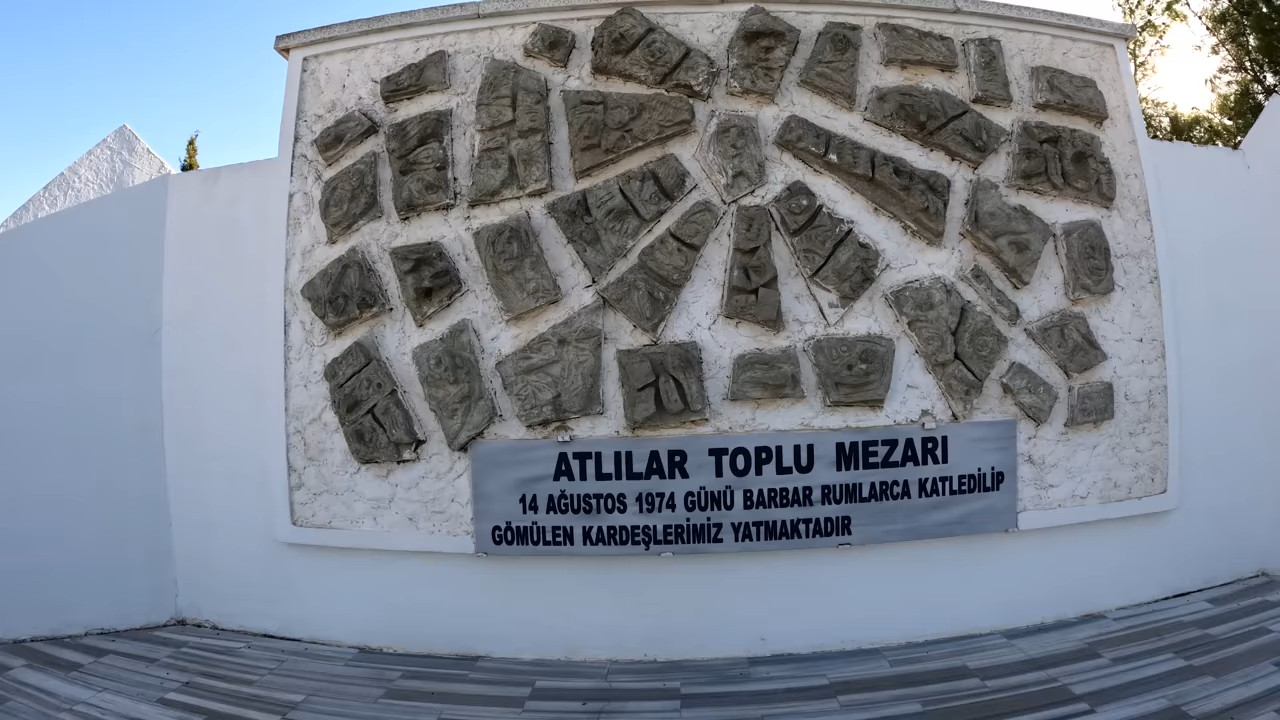 ATLILAR TOPLU MEZARI
14 AĞUSTOS 1974 GÜNÜ BARBAR RUMLARCA KATLEDİLİP
GÖMÜLEN KARDEŞLERİMİZ YATMAKTADIR